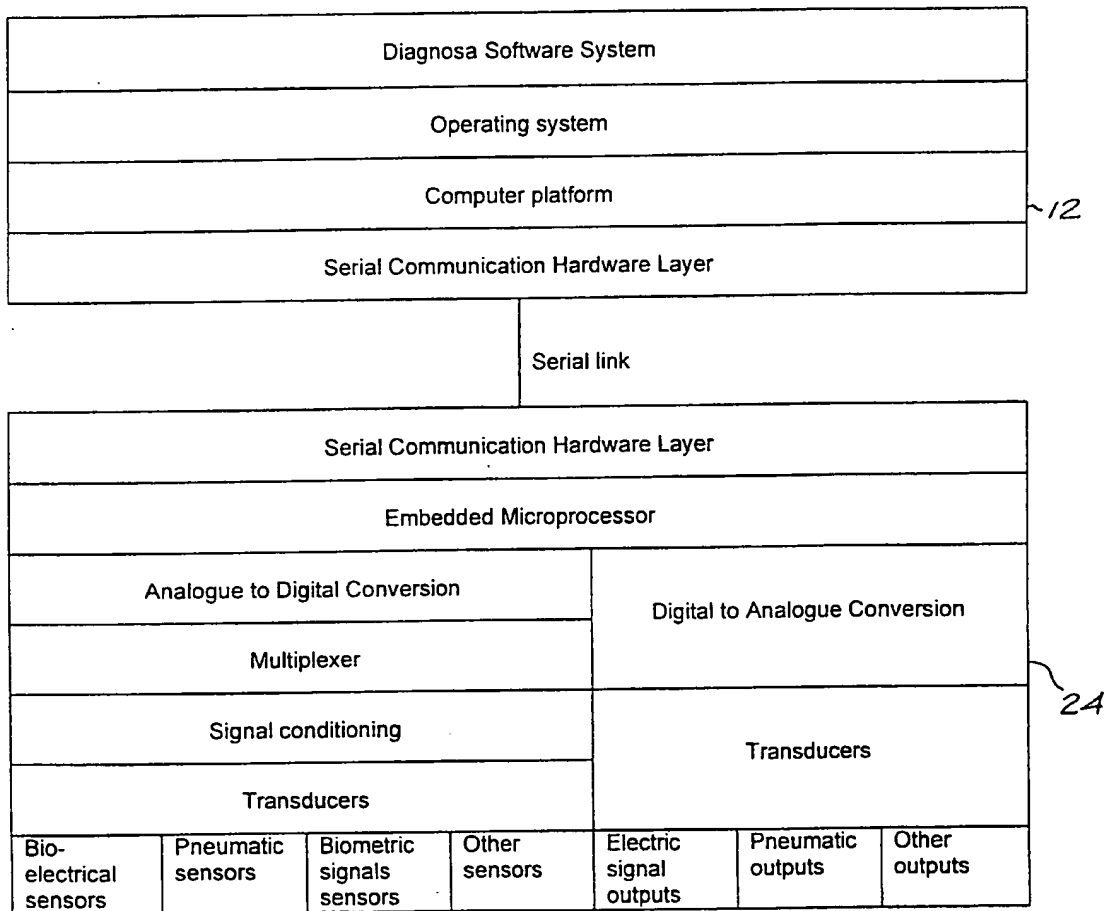 Diagnosa Software System
Operating system
Computer platform
12
Serial Communication Hardware Layer
Serial link
Serial Communication Hardware Layer
Embedded Microprocessor
Analogue to Digital Conversion
Digital to Analogue Conversion
Multiplexer
24
Signal conditioning
Transducers
Transducers
Bio-
electrical
sensors
Pneumatic
sensors
Biometric
signals
sensors
Other
sensors
Electric
signal
outputs
Pneumatic
outputs
Other
outputs